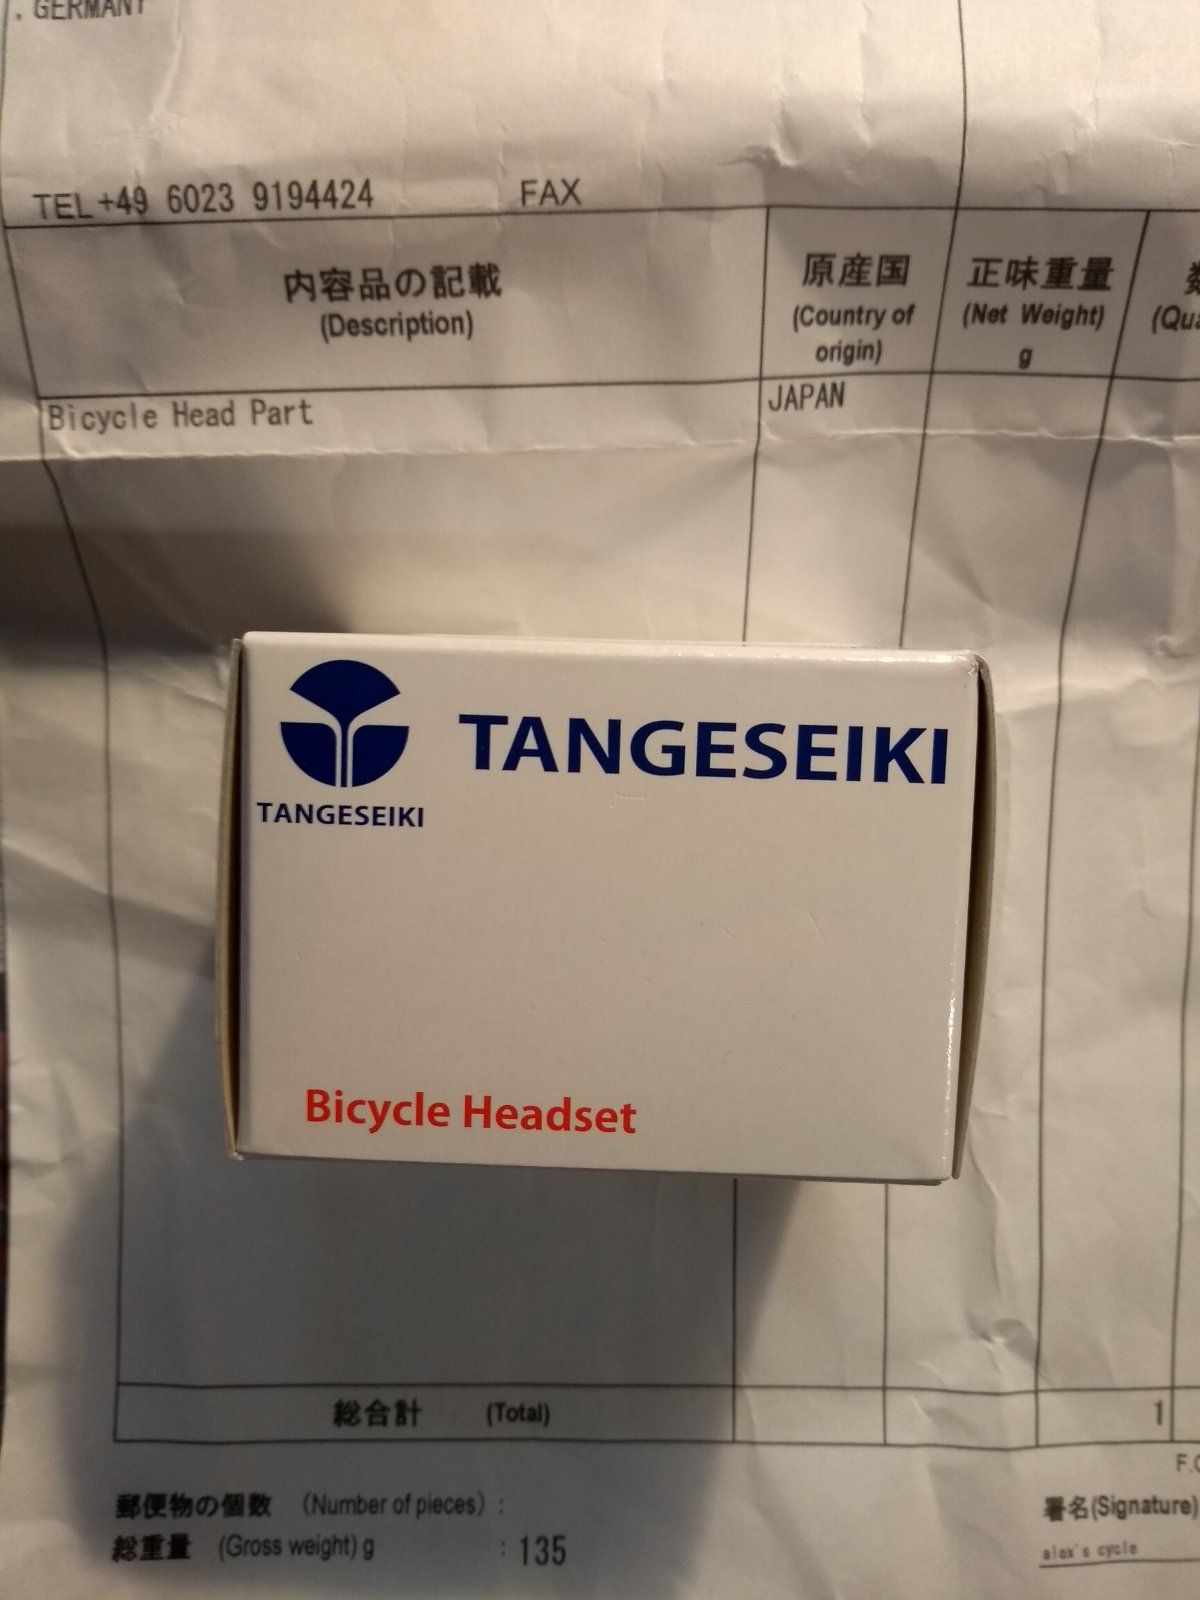 . GERMANY
TEL +49 6023 9194424 FAX
内容品の記載
(Description)
原産国
(Country of
origin)
正味重量
(Net Weight)
g
Bicycle Head Part
JAPAN
TANGESEIKI
TANGESEIKI
Bicycle Headset
総合計 (Total)
1
郵便物の個数 (Number of pieces) :
総重量 (Gross weight) g : 135
署名(Signature)
alex's cycle